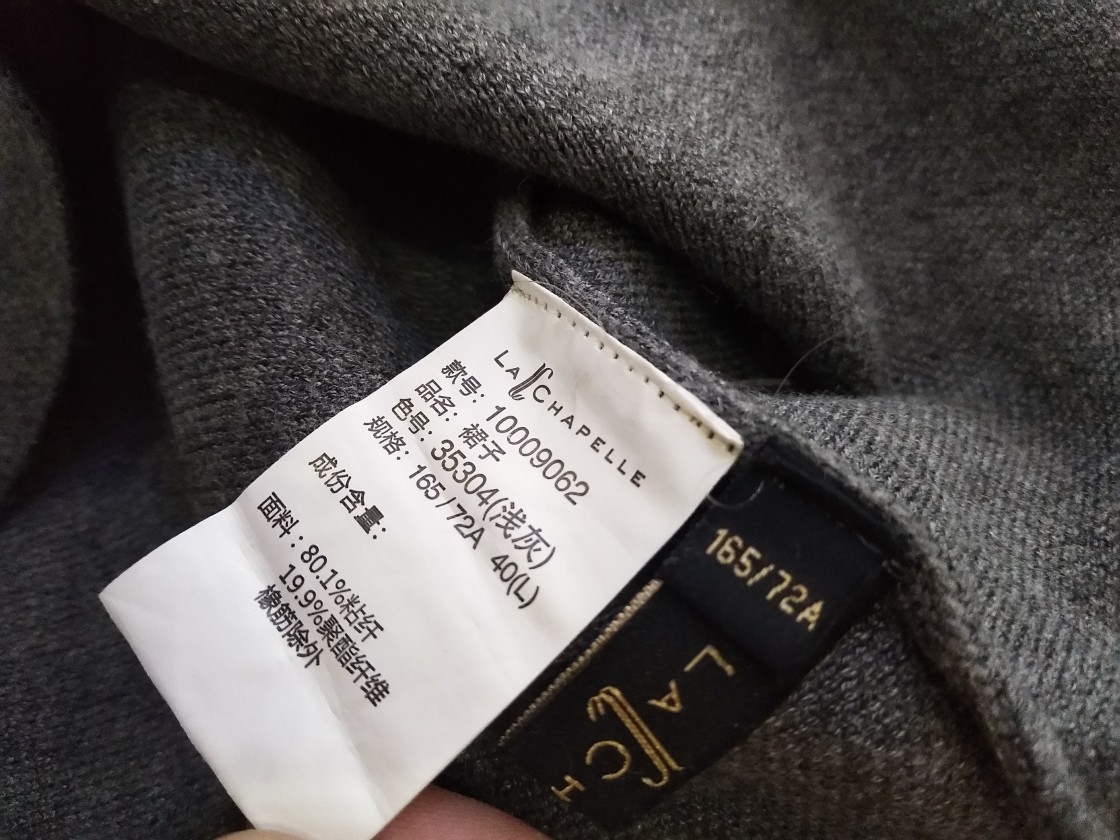 LA CHAPELLE
款号：10009062
品名：裙子
色号：35304(浅灰)
规格：165/72A 40(L)
成份含量：
面料：80.1%粘纤
19.9%聚酯纤维
橡筋除外
165/72A
LA CH